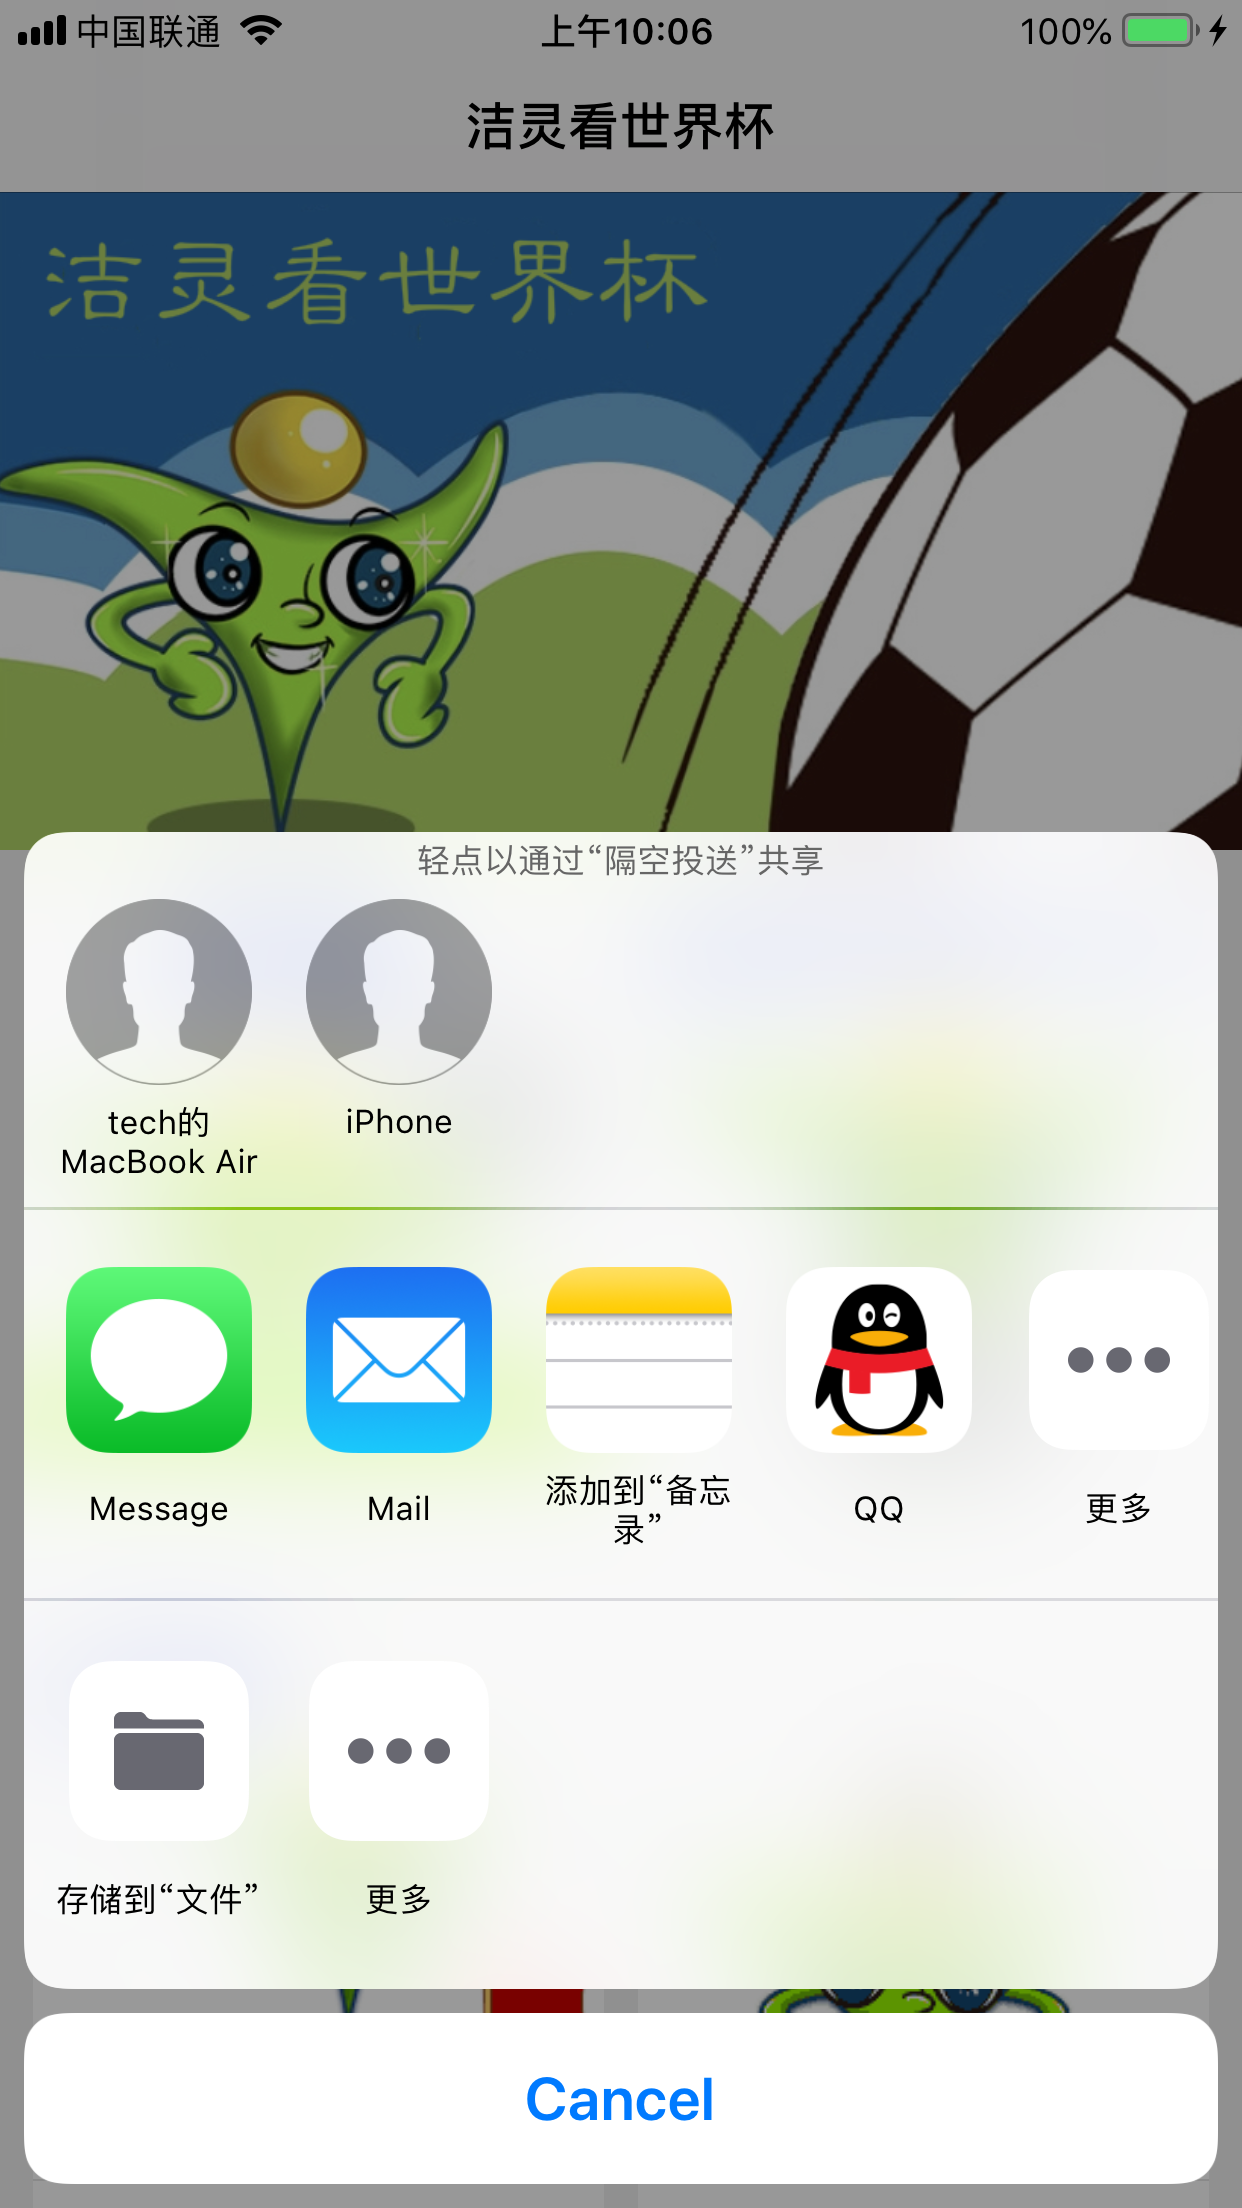 中国联通
上午10:06
100%
洁灵看世界杯
洁灵看世界杯
轻点以通过“隔空投送”共享
tech的
MacBook Air
iPhone
Message
Mail
添加到“备忘
录”
QQ
更多
存储到“文件”
更多
Cancel